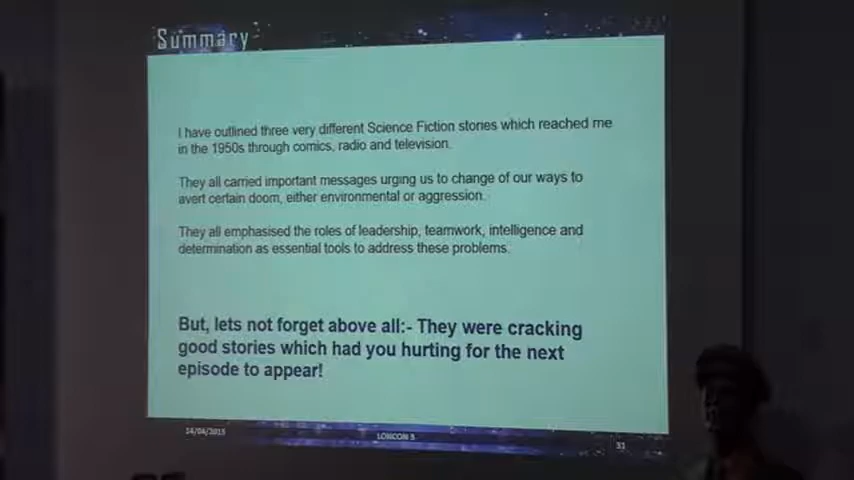 Summary
I have outlined three very different Science Fiction stories which reached me
in the 1950s through comics, radio and television.
They all carried important messages urging us to change of our ways to
avert certain doom, either environmental or aggression.
They all emphasised the roles of leadership, teamwork, intelligence and
determination as essential tools to address these problems.
But, lets not forget above all:- They were cracking
good stories which had you hurting for the next
episode to appear!
14/04/2015
LONCON 3
33